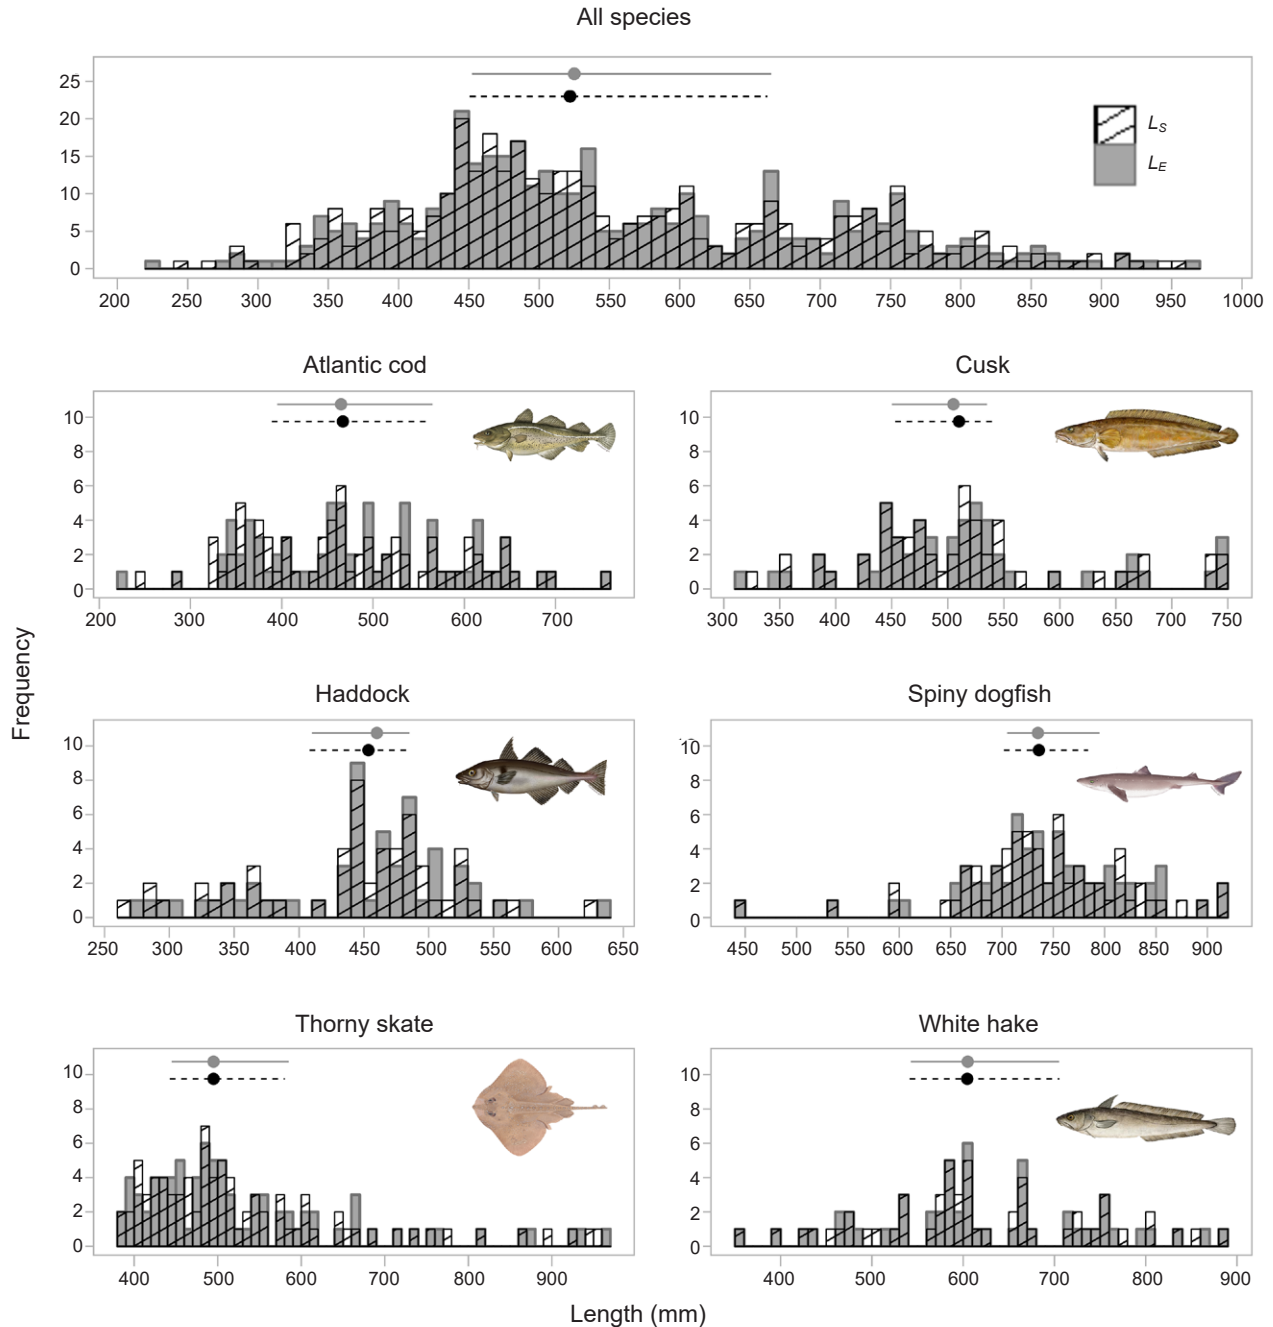 All species
25
20
15
10
5
0
L_S
L_E
200 250 300 350 400 450 500 550 600 650 700 750 800 850 900 950 1000
Atlantic cod
10
8
6
4
2
0
200 300 400 500 600 700
Cusk
10
8
6
4
2
0
300 350 400 450 500 550 600 650 700 750
Frequency
Haddock
10
8
6
4
2
0
250 300 350 400 450 500 550 600 650
Spiny dogfish
10
8
6
4
2
0
450 500 550 600 650 700 750 800 850 900
Thorny skate
10
8
6
4
2
0
400 500 600 700 800 900
White hake
10
8
6
4
2
0
400 500 600 700 800 900
Length (mm)